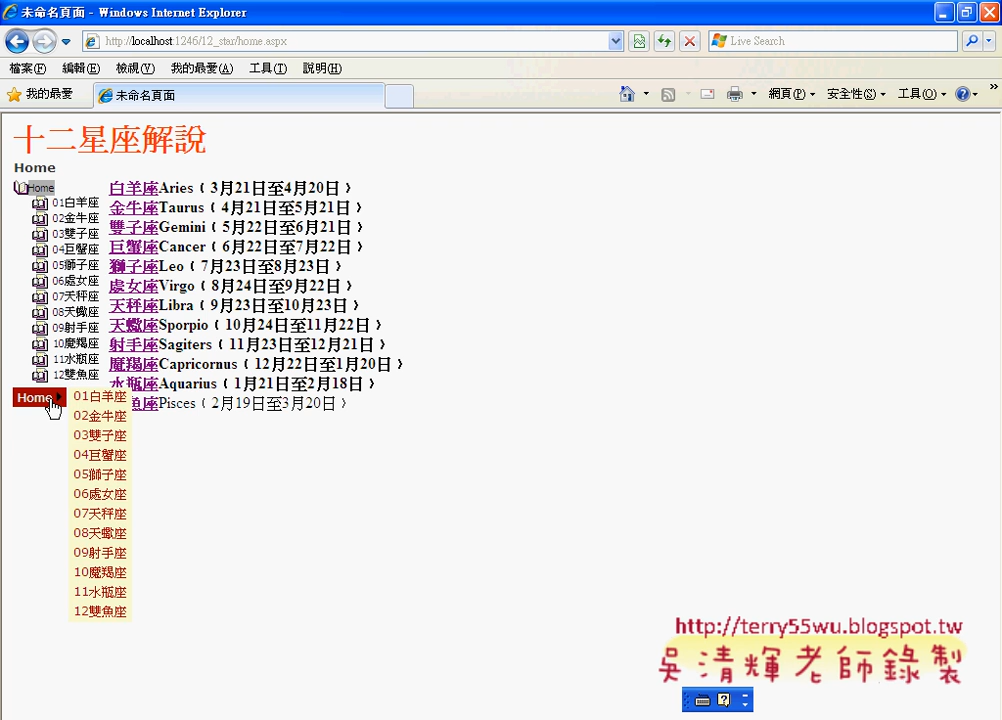 未命名頁面 - Windows Internet Explorer
http://localhost:1246/12_star/home.aspx
Live Search
檔案(F) 編輯(E) 檢視(V) 我的最愛(A) 工具(T) 說明(H)
我的最愛 未命名頁面 網頁(P) 安全性(S) 工具(O) »
十二星座解說
Home
Home
01白羊座
02金牛座
03雙子座
04巨蟹座
05獅子座
06處女座
07天秤座
08天蠍座
09射手座
10魔羯座
11水瓶座
12雙魚座
白羊座Aries﹝3月21日至4月20日﹞
金牛座Taurus﹝4月21日至5月21日﹞
雙子座Gemini﹝5月22日至6月21日﹞
巨蟹座Cancer﹝6月22日至7月22日﹞
獅子座Leo﹝7月23日至8月23日﹞
處女座Virgo﹝8月24日至9月22日﹞
天秤座Libra﹝9月23日至10月23日﹞
天蠍座Sporpio﹝10月24日至11月22日﹞
射手座Sagiters﹝11月23日至12月21日﹞
魔羯座Capricornus﹝12月22日至1月20日﹞
水瓶座Aquarius﹝1月21日至2月18日﹞
魚座Pisces﹝2月19日至3月20日﹞
Home
01白羊座
02金牛座
03雙子座
04巨蟹座
05獅子座
06處女座
07天秤座
08天蠍座
09射手座
10魔羯座
11水瓶座
12雙魚座
http://terry55wu.blogspot.tw
吳清輝老師錄製